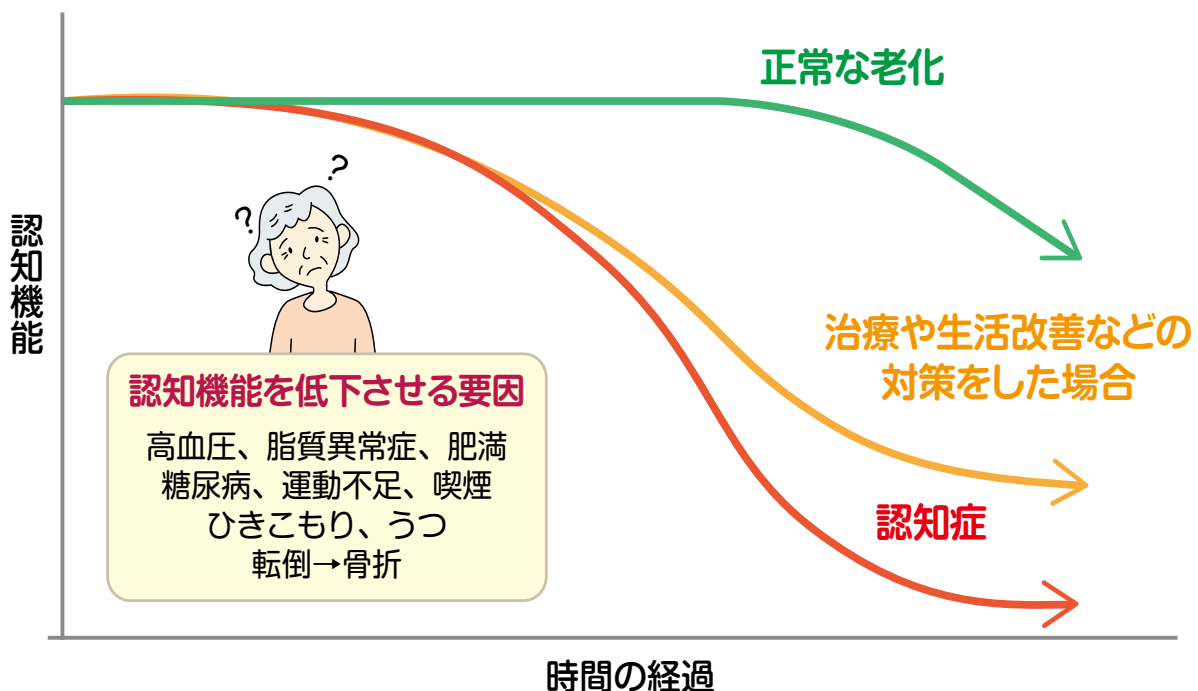 正常な老化
認知機能
?
?
治療や生活改善などの
対策をした場合
認知機能を低下させる要因
高血圧、脂質異常症、肥満
糖尿病、運動不足、喫煙
ひきこもり、うつ
転倒→骨折
認知症
時間の経過